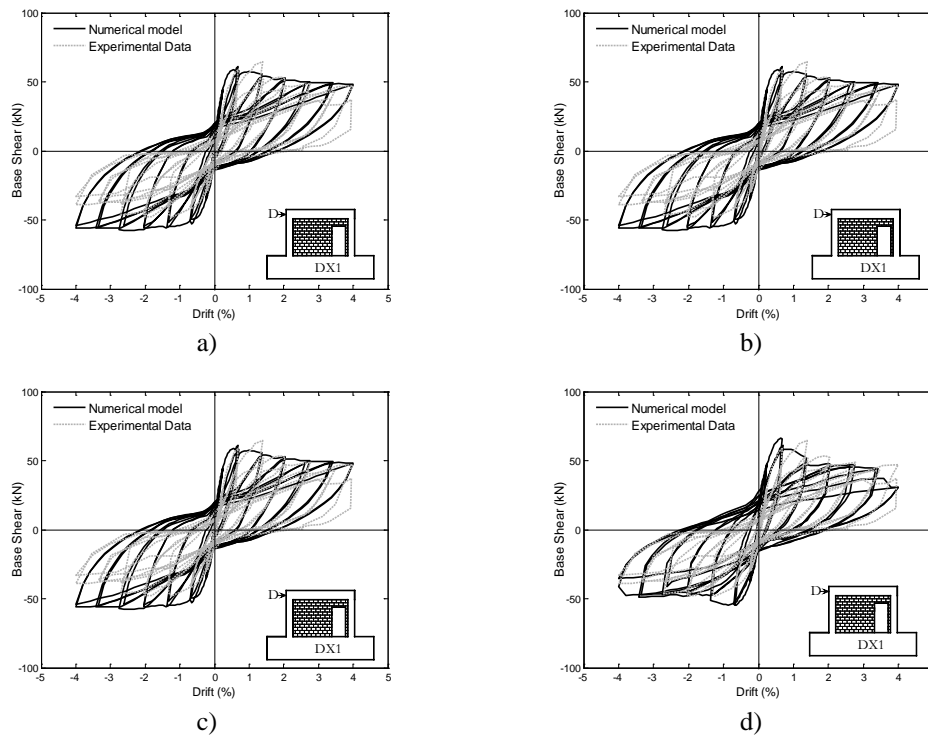 100
Numerical model
Experimental Data
50
Base Shear (kN)
0
-50
D
DX1
-100
-5 -4 -3 -2 -1 0 1 2 3 4 5
Drift (%)
a)
100
Numerical model
Experimental Data
50
Base Shear (kN)
0
-50
D
DX1
-100
-5 -4 -3 -2 -1 0 1 2 3 4
Drift (%)
b)
100
Numerical model
Experimental Data
50
Base Shear (kN)
0
-50
D
DX1
-100
-5 -4 -3 -2 -1 0 1 2 3 4 5
Drift (%)
c)
100
Numerical model
Experimental Data
50
Base Shear (kN)
0
-50
D
DX1
-100
-5 -4 -3 -2 -1 0 1 2 3 4
Drift (%)
d)